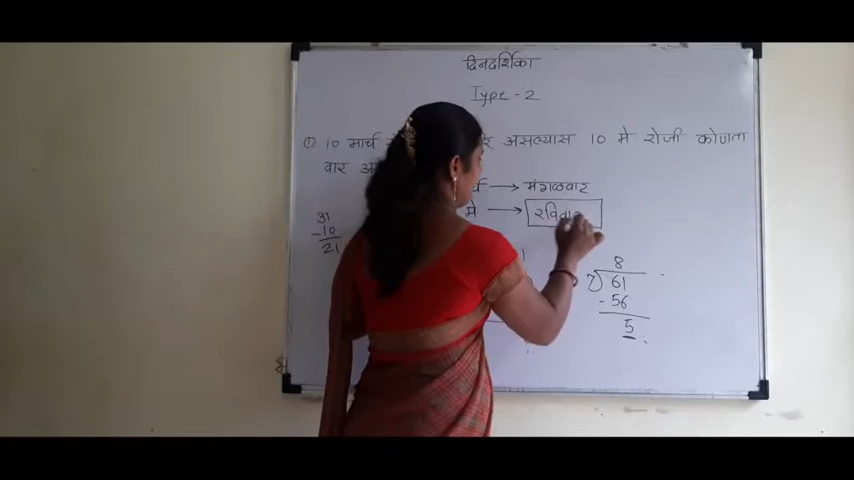 दिनदर्शिका
Type - 2
① 10 मार्च असल्यास 10 मे रोजी कोणता
वार
→ मंगळवार
मे → रविवार
31
- 10
21
8
7) 61
- 56
5